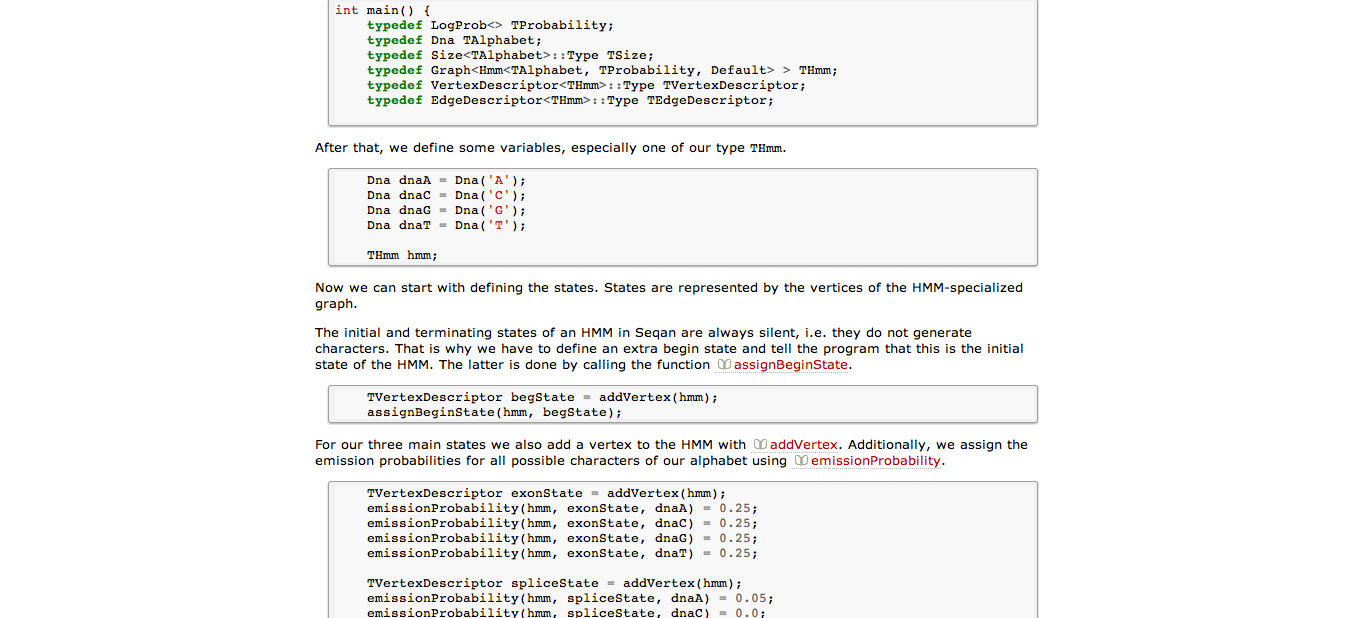 int main() {
    typedef LogProb<> TProbability;
    typedef Dna TAlphabet;
    typedef Size<TAlphabet>::Type TSize;
    typedef Graph<Hmm<TAlphabet, TProbability, Default> > THmm;
    typedef VertexDescriptor<THmm>::Type TVertexDescriptor;
    typedef EdgeDescriptor<THmm>::Type TEdgeDescriptor;
After that, we define some variables, especially one of our type THmm.
    Dna dnaA = Dna('A');
    Dna dnaC = Dna('C');
    Dna dnaG = Dna('G');
    Dna dnaT = Dna('T');
    THmm hmm;
Now we can start with defining the states. States are represented by the vertices of the HMM-specialized
graph.
The initial and terminating states of an HMM in Seqan are always silent, i.e. they do not generate
characters. That is why we have to define an extra begin state and tell the program that this is the initial
state of the HMM. The latter is done by calling the function assignBeginState.
    TVertexDescriptor begState = addVertex(hmm);
    assignBeginState(hmm, begState);
For our three main states we also add a vertex to the HMM with addVertex. Additionally, we assign the
emission probabilities for all possible characters of our alphabet using emissionProbability.
    TVertexDescriptor exonState = addVertex(hmm);
    emissionProbability(hmm, exonState, dnaA) = 0.25;
    emissionProbability(hmm, exonState, dnaC) = 0.25;
    emissionProbability(hmm, exonState, dnaG) = 0.25;
    emissionProbability(hmm, exonState, dnaT) = 0.25;
    TVertexDescriptor spliceState = addVertex(hmm);
    emissionProbability(hmm, spliceState, dnaA) = 0.05;
    emissionProbability(hmm, spliceState, dnaC) = 0.0;